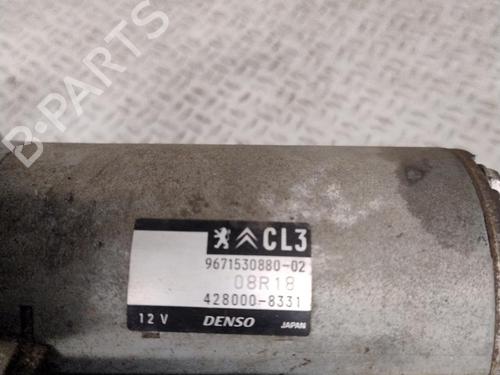 B-PARTS
CL3
9671530880-02
08R18
428000-8331
12 V DENSO JAPAN